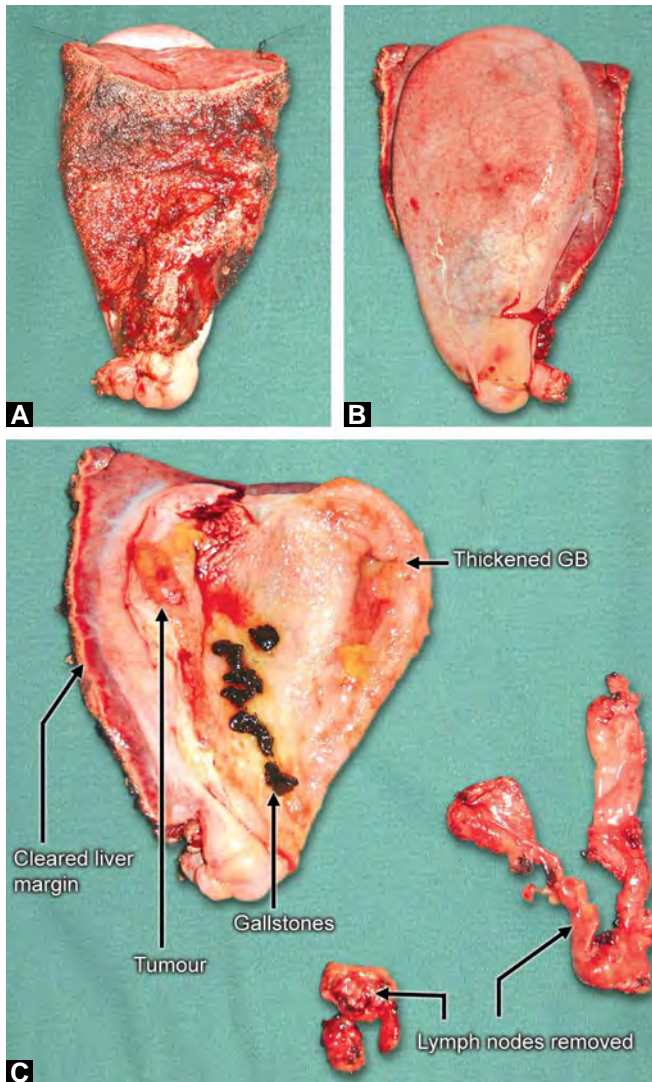 A
B
Thickened GB
Cleared liver
margin
Gallstones
Tumour
Lymph nodes removed
C